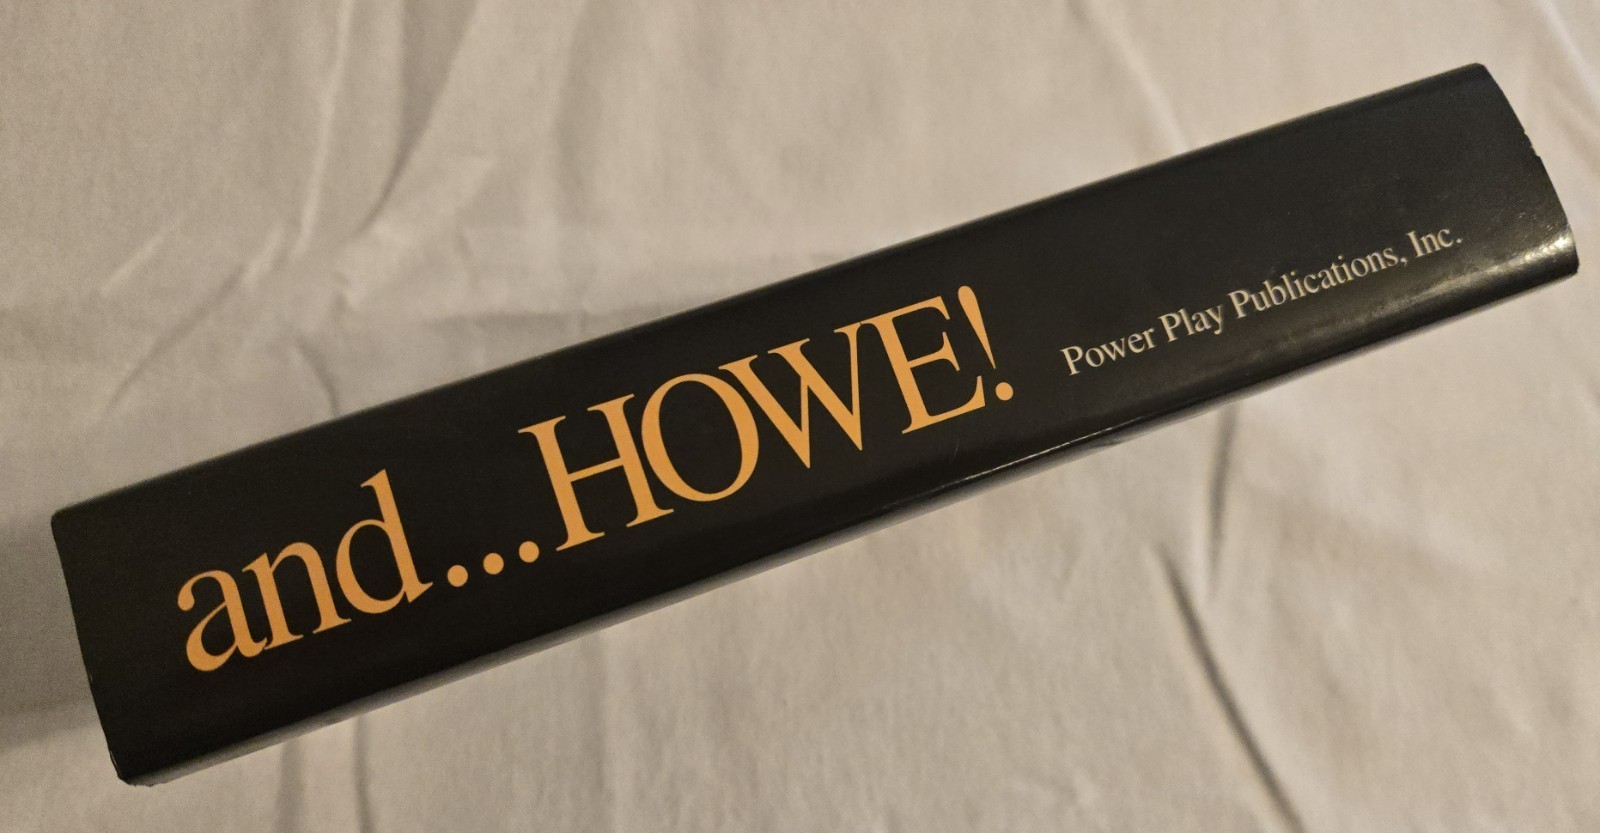 and...HOWE!
Power Play Publications, Inc.